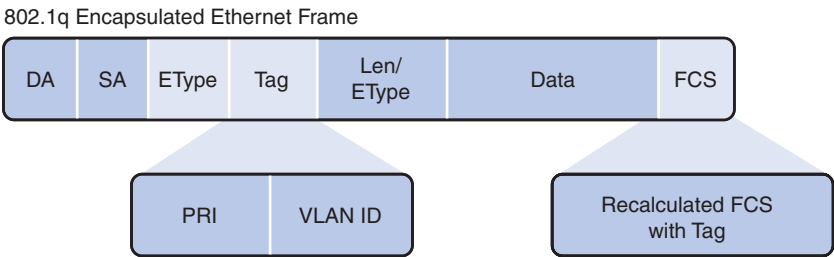 802.1q Encapsulated Ethernet Frame
DA SA EType Tag Len/ EType Data FCS
PRI VLAN ID
Recalculated FCS
with Tag